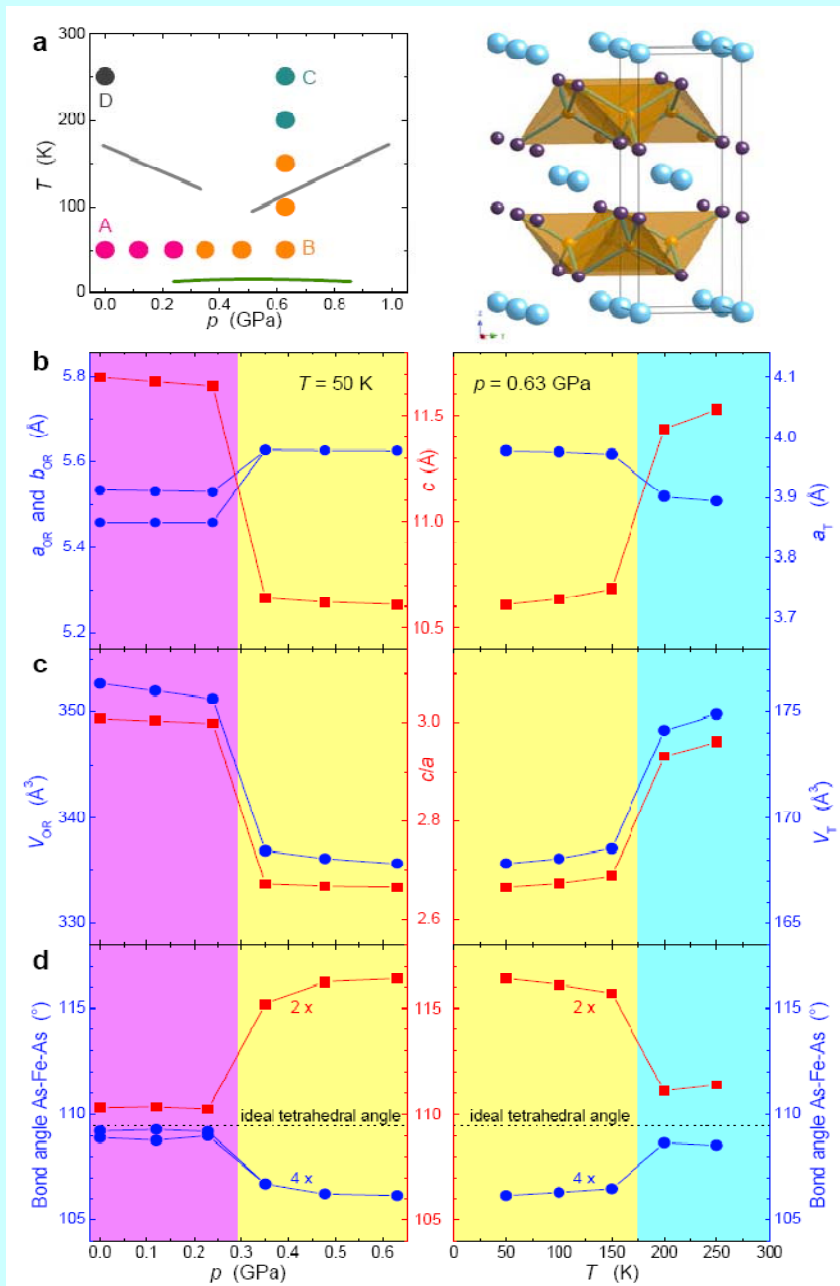 a
300
250
200
150
100
50
0
T (K)
D
C
A
B
0.0 0.2 0.4 0.6 0.8 1.0
p (GPa)
z
Y
b
T = 50 K
p = 0.63 GPa
5.8
5.6
5.4
5.2
a_OR and b_OR (Å)
11.5
11.0
10.5
c (Å)
4.1
4.0
3.9
3.8
3.7
a_T (Å)
c
350
340
330
V_OR (Å³)
3.0
2.8
2.6
c/a
175
170
165
V_T (Å³)
d
115
110
105
Bond angle As-Fe-As (°)
2 x
ideal tetrahedral angle
4 x
2 x
ideal tetrahedral angle
4 x
115
110
105
Bond angle As-Fe-As (°)
0.0 0.1 0.2 0.3 0.4 0.5 0.6
p (GPa)
0 50 100 150 200 250 300
T (K)